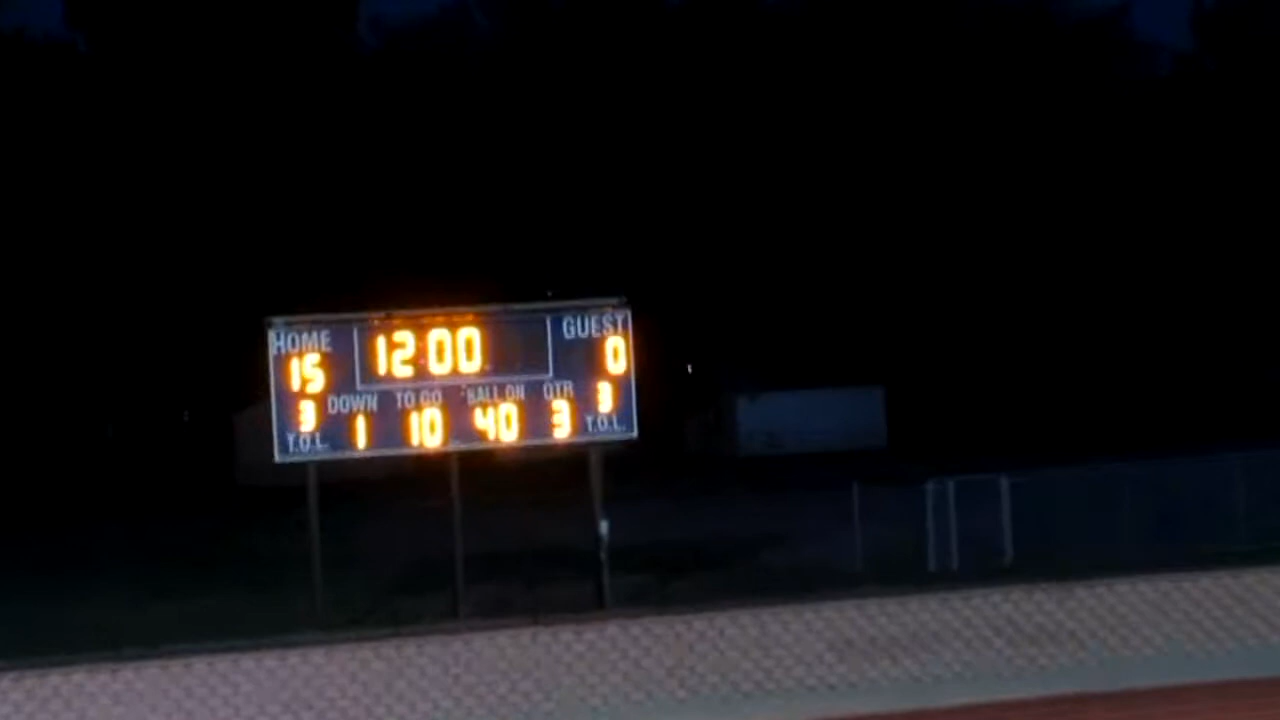 HOME 12:00 GUEST
15 0
DOWN TO GO BALL ON QTR
3 1 10 40 3 3
T.O.L. T.O.L.